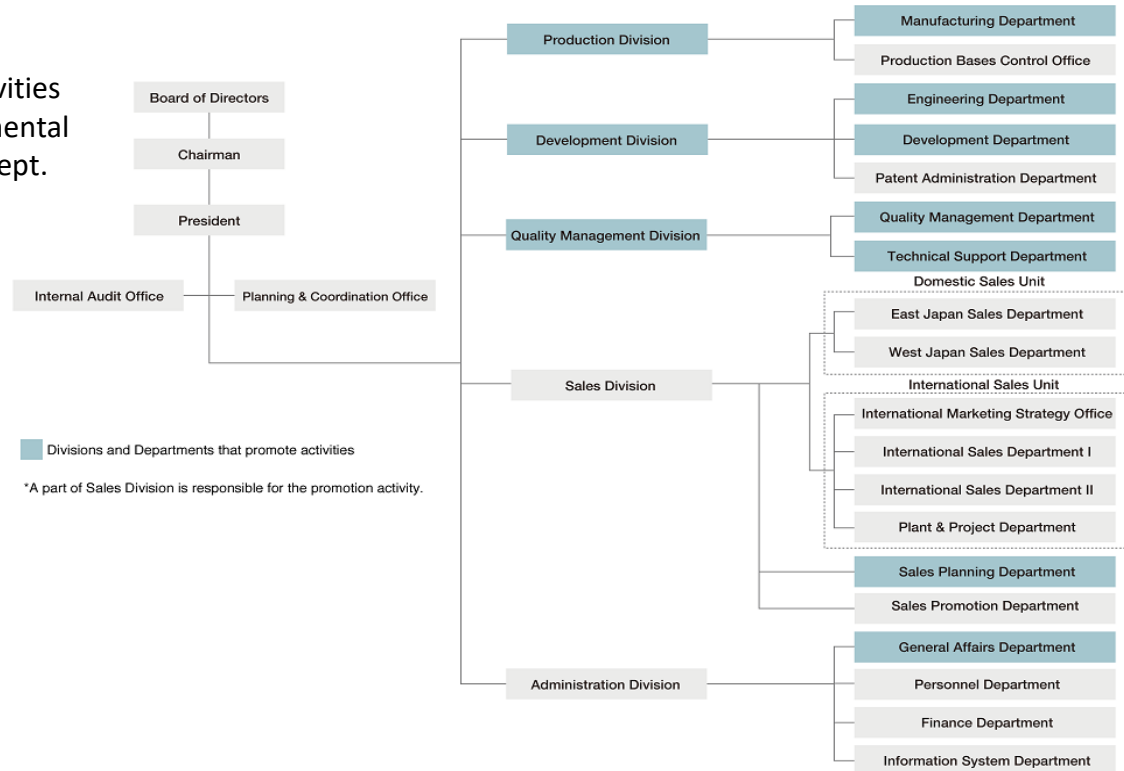 vities
mental
ept.
Board of Directors
Chairman
President
Internal Audit Office
Planning & Coordination Office
Divisions and Departments that promote activities
*A part of Sales Division is responsible for the promotion activity.
Production Division
Manufacturing Department
Production Bases Control Office
Development Division
Engineering Department
Development Department
Patent Administration Department
Quality Management Division
Quality Management Department
Technical Support Department
Sales Division
Domestic Sales Unit
East Japan Sales Department
West Japan Sales Department
International Sales Unit
International Marketing Strategy Office
International Sales Department I
International Sales Department II
Plant & Project Department
Sales Planning Department
Sales Promotion Department
Administration Division
General Affairs Department
Personnel Department
Finance Department
Information System Department